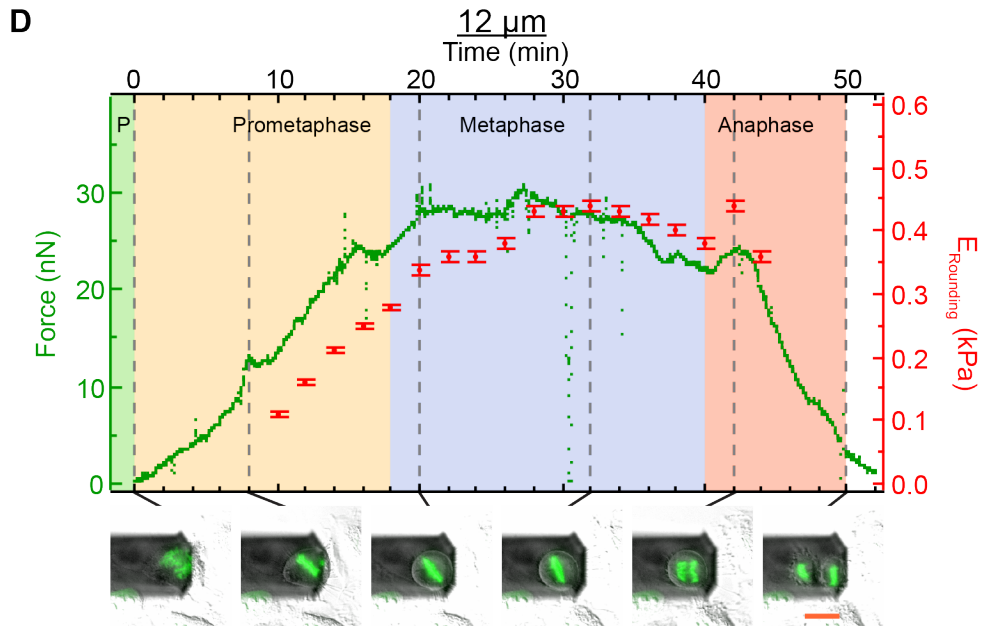 D
12 µm
Time (min)
0 10 20 30 40 50
P Prometaphase Metaphase Anaphase
Force (nN)
30
20
10
0
0.6
0.5
0.4
0.3
0.2
0.1
0.0
E Rounding (kPa)